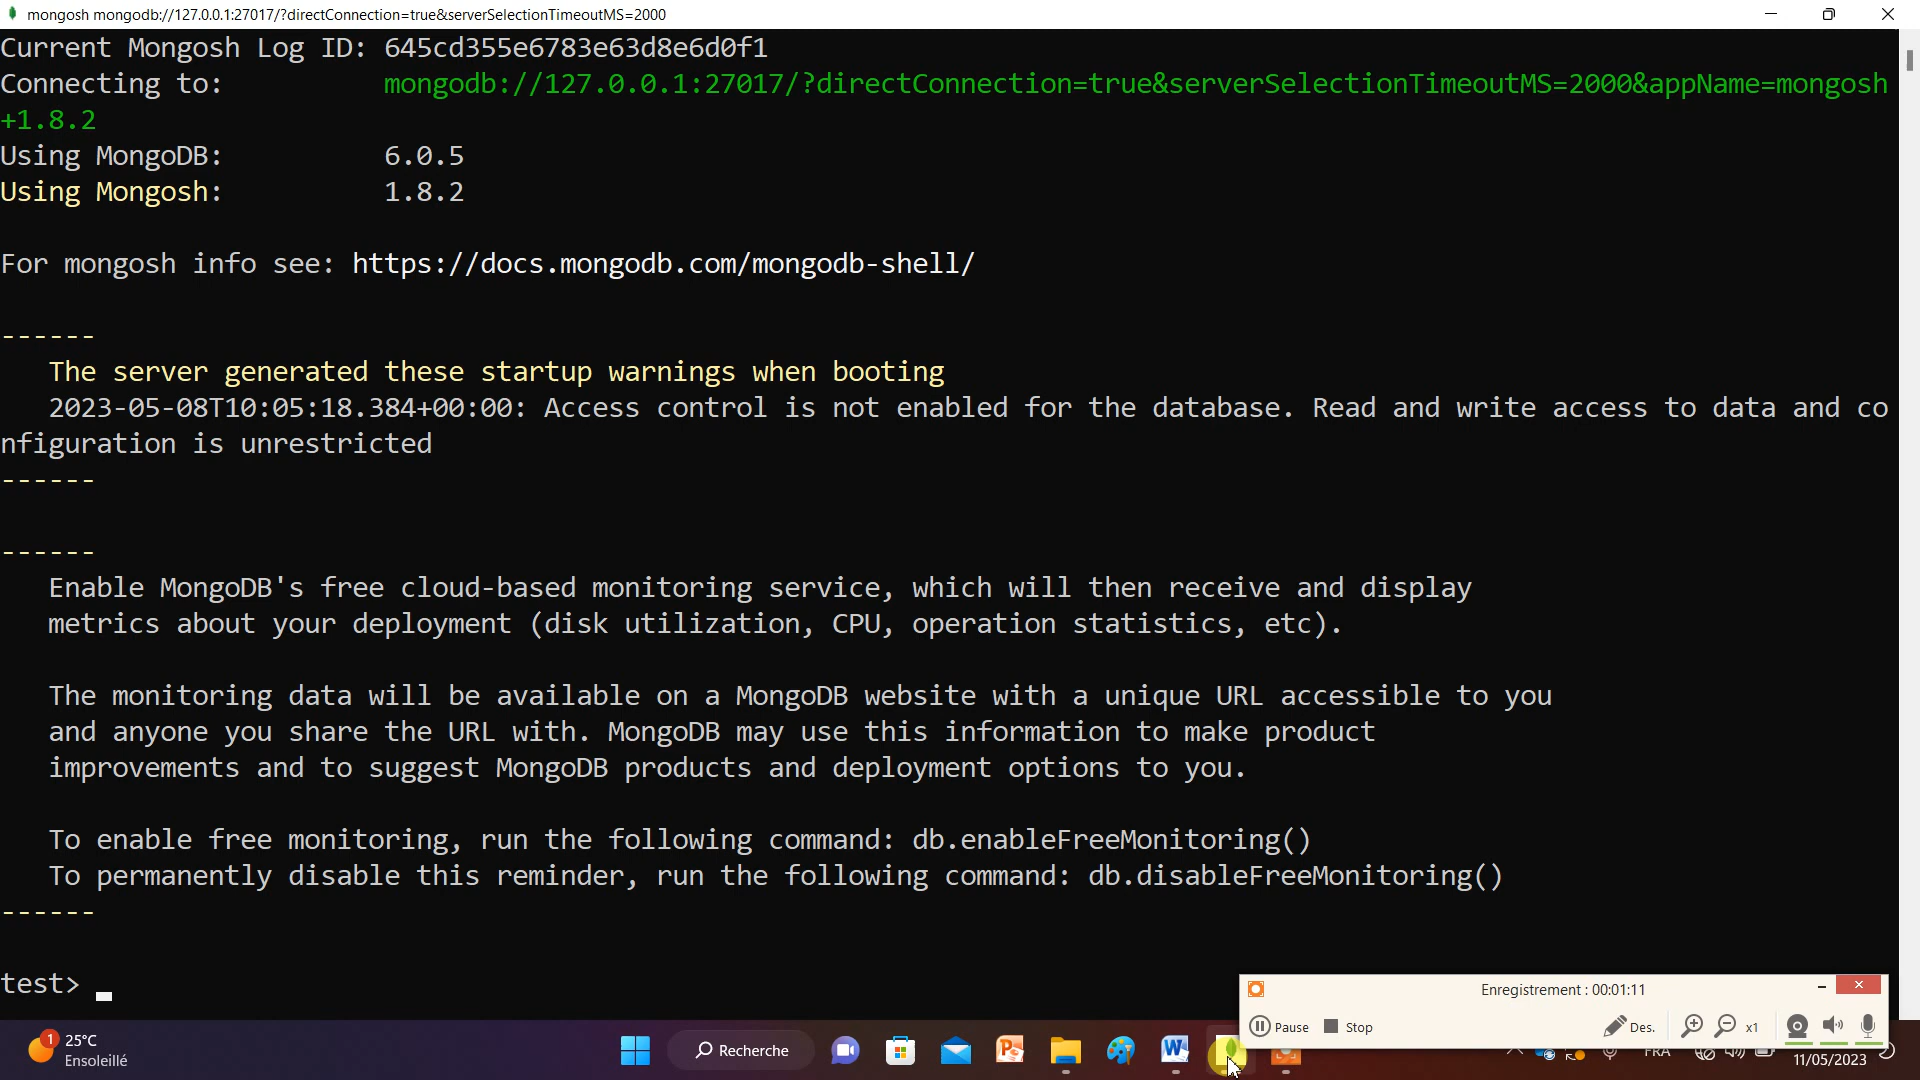 mongosh mongodb://127.0.0.1:27017/?directConnection=true&serverSelectionTimeoutMS=2000
Current Mongosh Log ID: 645cd355e6783e63d8e6d0f1
Connecting to: mongodb://127.0.0.1:27017/?directConnection=true&serverSelectionTimeoutMS=2000&appName=mongosh
+1.8.2
Using MongoDB: 6.0.5
Using Mongosh: 1.8.2
For mongosh info see: https://docs.mongodb.com/mongodb-shell/
------
The server generated these startup warnings when booting
2023-05-08T10:05:18.384+00:00: Access control is not enabled for the database. Read and write access to data and co
nfiguration is unrestricted
------
------
Enable MongoDB's free cloud-based monitoring service, which will then receive and display
metrics about your deployment (disk utilization, CPU, operation statistics, etc).
The monitoring data will be available on a MongoDB website with a unique URL accessible to you
and anyone you share the URL with. MongoDB may use this information to make product
improvements and to suggest MongoDB products and deployment options to you.
To enable free monitoring, run the following command: db.enableFreeMonitoring()
To permanently disable this reminder, run the following command: db.disableFreeMonitoring()
------
test>
Enregistrement : 00:01:11
Pause Stop Des. x1
1
25°C
Ensoleillé
Recherche
FRA
11/05/2023